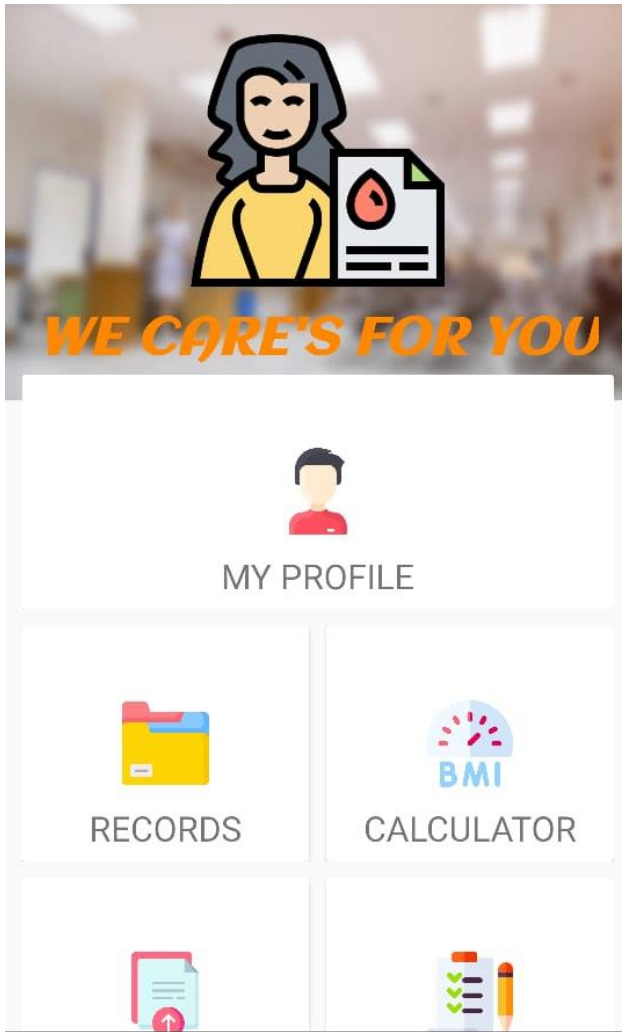 WE CARE'S FOR YOU
MY PROFILE
BMI
RECORDS
CALCULATOR